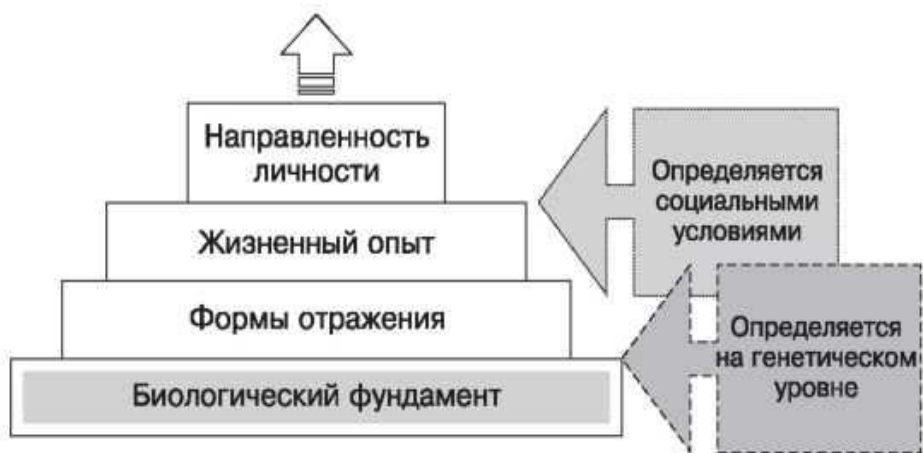 Направленность
личности
Жизненный опыт
Формы отражения
Биологический фундамент
Определяется
социальными
условиями
Определяется
на генетическом
уровне